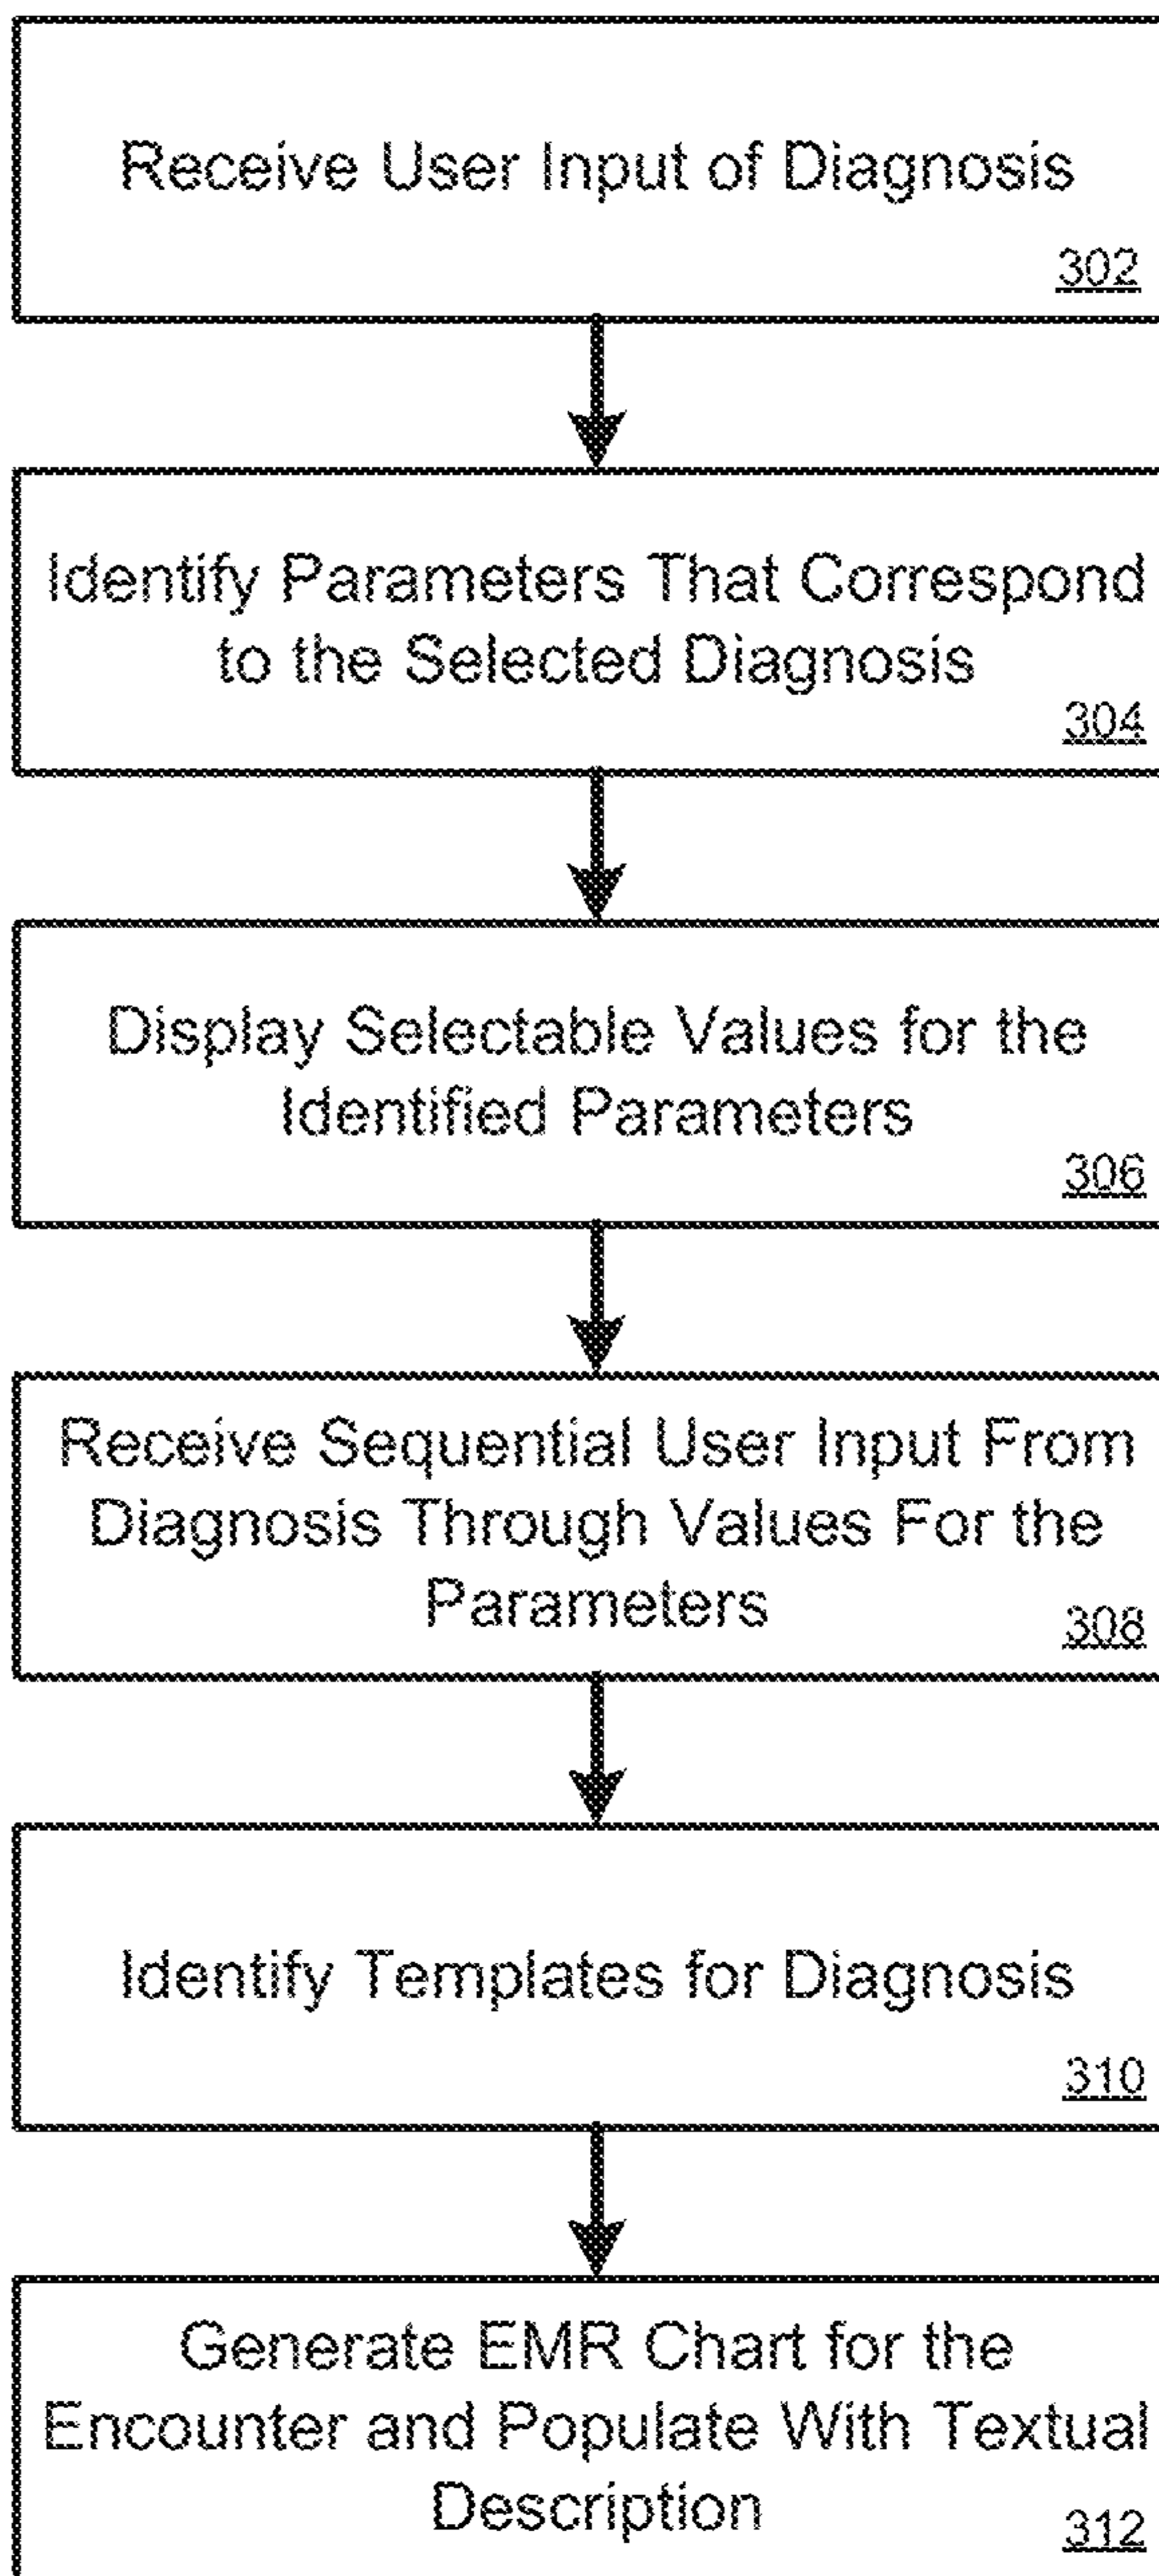 Receive User Input of Diagnosis
302
Identify Parameters That Correspond
to the Selected Diagnosis
304
Display Selectable Values for the
Identified Parameters
306
Receive Sequential User Input From
Diagnosis Through Values For the
Parameters
308
Identify Templates for Diagnosis
310
Generate EMR Chart for the
Encounter and Populate With Textual
Description
312